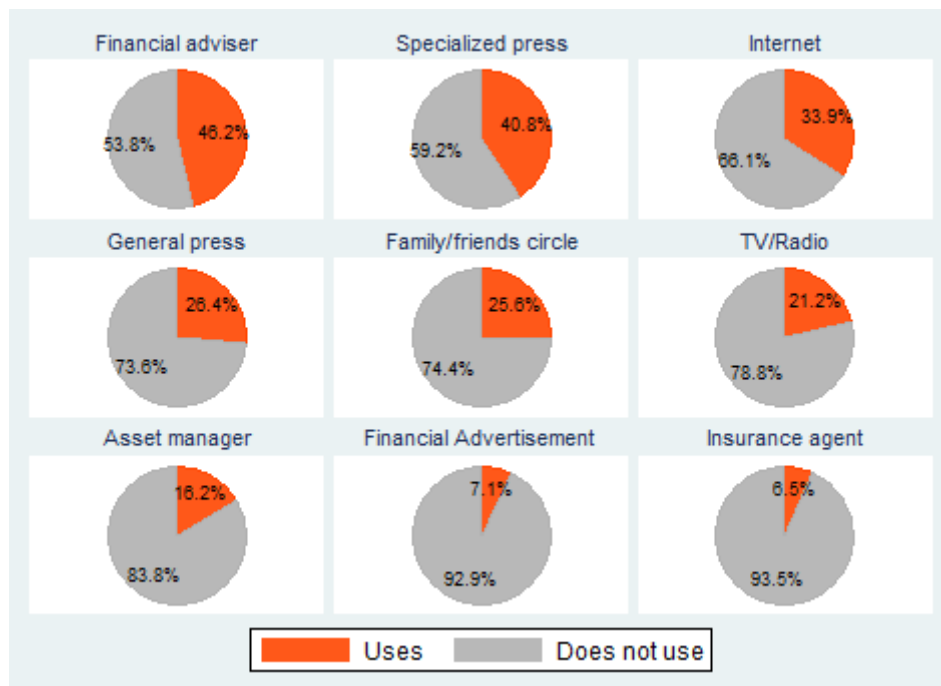 Financial adviser
Specialized press
Internet
53.8%
46.2%
59.2%
40.8%
66.1%
33.9%
General press
Family/friends circle
TV/Radio
73.6%
26.4%
74.4%
25.6%
78.8%
21.2%
Asset manager
Financial Advertisement
Insurance agent
83.8%
16.2%
92.9%
7.1%
93.5%
6.5%
Uses
Does not use